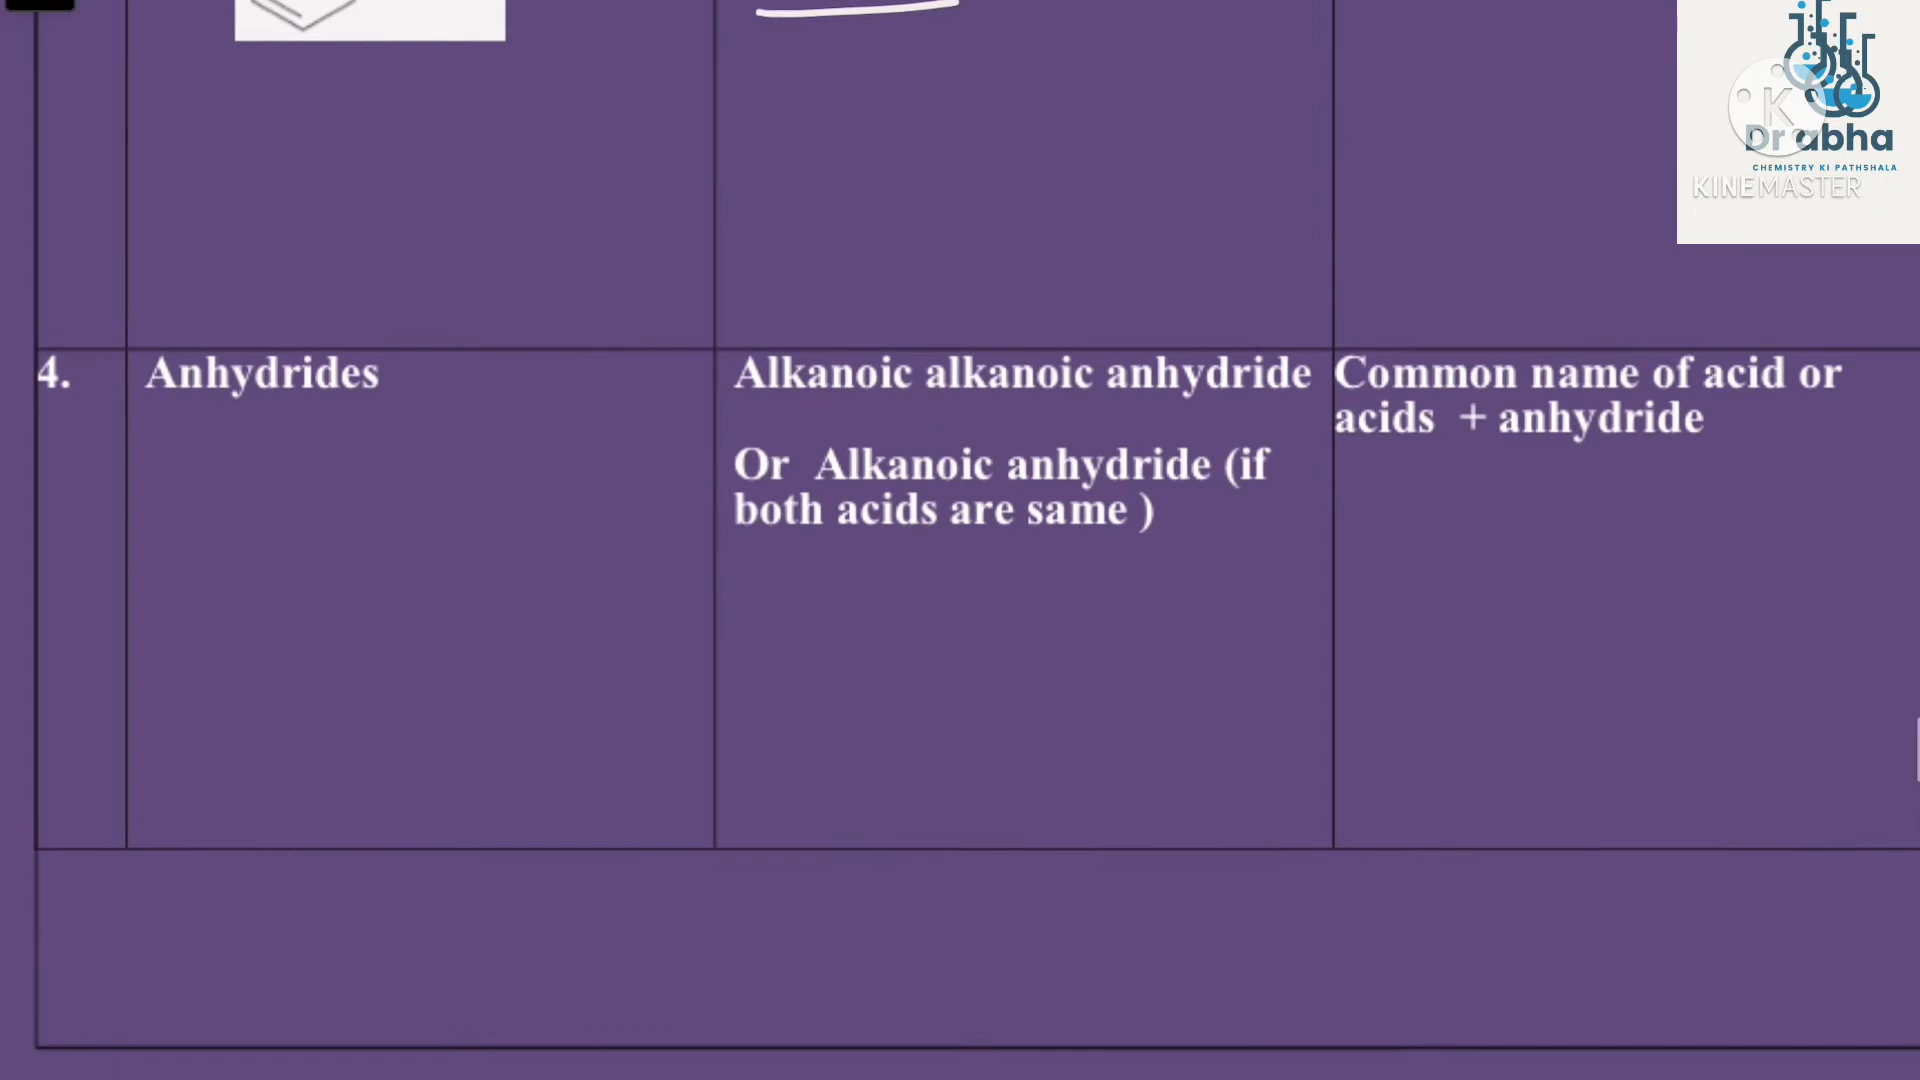 Dr abha
CHEMISTRY KI PATHSHALA
K
KINEMASTER
4.
Anhydrides
Alkanoic alkanoic anhydride
Or Alkanoic anhydride (if
both acids are same )
Common name of acid or
acids + anhydride